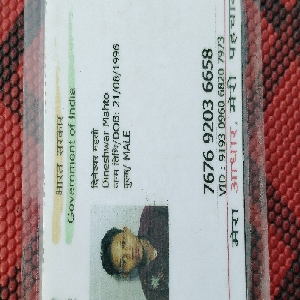 भारत सरकार
Government of India
दिनेश्वर महतो
Dineshwar Mahto
जन्म तिथि/DOB: 21/08/1996
पुरुष/ MALE
7676 9203 6658
VID : 9193 0960 6820 7973
मेरा आधार, मेरी पहचान